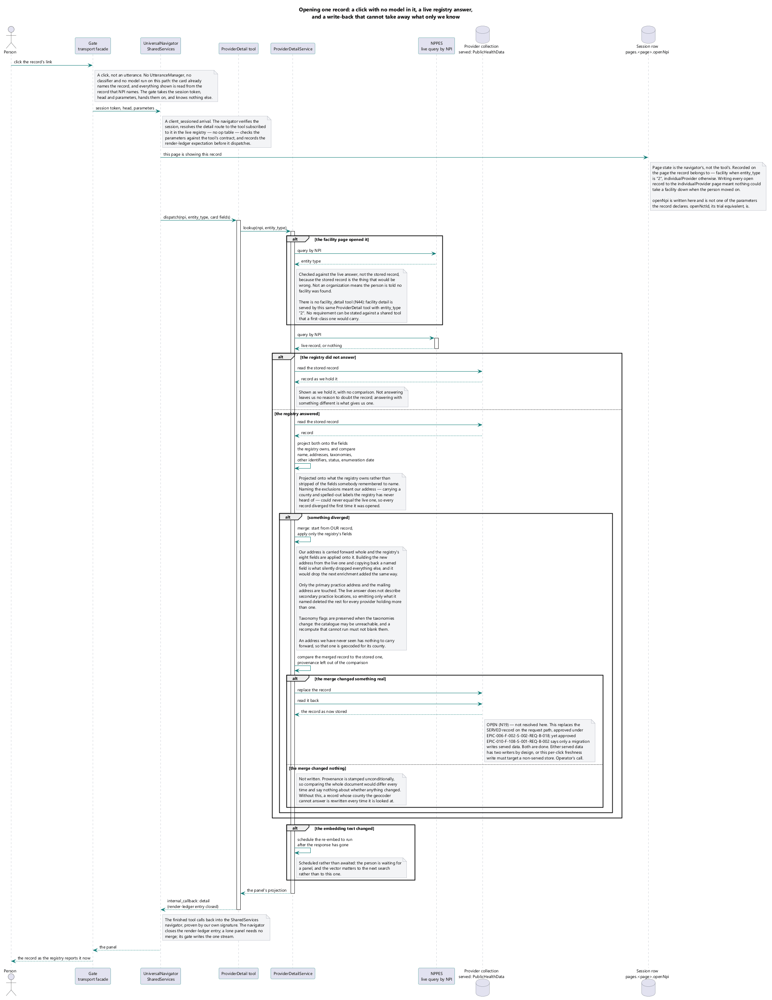 Opening one record: a click with no model in it, a live registry answer,
and a write-back that cannot take away what only we know
Person
Gate
transport facade
UniversalNavigator
SharedServices
ProviderDetail tool
ProviderDetailService
NPPES
live query by NPI
Provider collection
served: PublicHealthData
Session row
pages.<page>.openNpi
click the record's link
A click, not an utterance. No UtteranceManager, no
classifier and no model run on this path: the card already
names the record, and everything shown is read from the
record that NPI names. The gate takes the session token,
head and parameters, hands them on, and knows nothing else.
session token, head, parameters
A client_sessioned arrival. The navigator verifies the
session, resolves the detail route to the tool subscribed
to it in the live registry — no op table — checks the
parameters against the tool's contract, and records the
render-ledger expectation before it dispatches.
this page is showing this record
Page state is the navigator's, not the tool's. Recorded on
the page the record belongs to — facility when entity_type
is "2", individualProvider otherwise. Writing every open
record to the individualProvider page meant nothing could
take a facility down when the person moved on.
openNpi is written here and is not one of the parameters
the record declares. openNctId, its trial equivalent, is.
dispatch(npi, entity_type, card fields)
lookup(npi, entity_type)
alt [the facility page opened it]
query by NPI
entity type
Checked against the live answer, not the stored record,
because the stored record is the thing that would be
wrong. Not an organization means the person is told no
facility was found.
There is no facility_detail tool (N44): facility detail is
served by this same ProviderDetail tool with entity_type
"2". No requirement can be stated against a shared tool
that a first-class one would carry.
query by NPI
live record, or nothing
alt [the registry did not answer]
read the stored record
record as we hold it
Shown as we hold it, with no comparison. Not answering
leaves us no reason to doubt the record; answering with
something different is what gives us one.
[the registry answered]
read the stored record
record
project both onto the fields
the registry owns, and compare
name, addresses, taxonomies,
other identifiers, status, enumeration date
Projected onto what the registry owns rather than
stripped of the fields somebody remembered to name.
Naming the exclusions meant our address — carrying a
county and spelled-out labels the registry has never
heard of — could never equal the live one, so every
record diverged the first time it was opened.
alt [something diverged]
merge: start from OUR record,
apply only the registry's fields
Our address is carried forward whole and the registry's
eight fields are applied onto it. Building the new
address from the live one and copying back a named
field is what silently dropped everything else, and it
would drop the next enrichment added the same way.
Only the primary practice address and the mailing
address are touched. The live answer does not describe
secondary practice locations, so emitting only what it
named deleted the rest for every provider holding more
than one.
Taxonomy flags are preserved when the taxonomies
change: the catalogue may be unreachable, and a
recompute that cannot run must not blank them.
An address we have never seen has nothing to carry
forward, so that one is geocoded for its county.
compare the merged record to the stored one,
provenance left out of the comparison
alt [the merge changed something real]
replace the record
read it back
the record as now stored
OPEN (N19) — not resolved here. This replaces the
SERVED record on the request path, approved under
EPIC-006-F-002-S-002-REQ-B-018; yet approved
EPIC-010-F-108-S-001-REQ-B-002 says only a migration
writes served data. Both are done. Either served data
has two writers by design, or this per-click freshness
write must target a non-served store. Operator's call.
[the merge changed nothing]
Not written. Provenance is stamped unconditionally,
so comparing the whole document would differ every
time and say nothing about whether anything changed.
Without this, a record whose county the geocoder
cannot answer is rewritten every time it is looked at.
alt [the embedding text changed]
schedule the re-embed to run
after the response has gone
Scheduled rather than awaited: the person is waiting for
a panel, and the vector matters to the next search
rather than to this one.
the panel's projection
internal_callback: detail
(render-ledger entry closed)
The finished tool calls back into the SharedServices
navigator, proven by our own signature. The navigator
closes the render-ledger entry; a lone panel needs no
merge; its gate writes the one stream.
the panel
the record as the registry reports it now
Person
Gate
transport facade
UniversalNavigator
SharedServices
ProviderDetail tool
ProviderDetailService
NPPES
live query by NPI
Provider collection
served: PublicHealthData
Session row
pages.<page>.openNpi